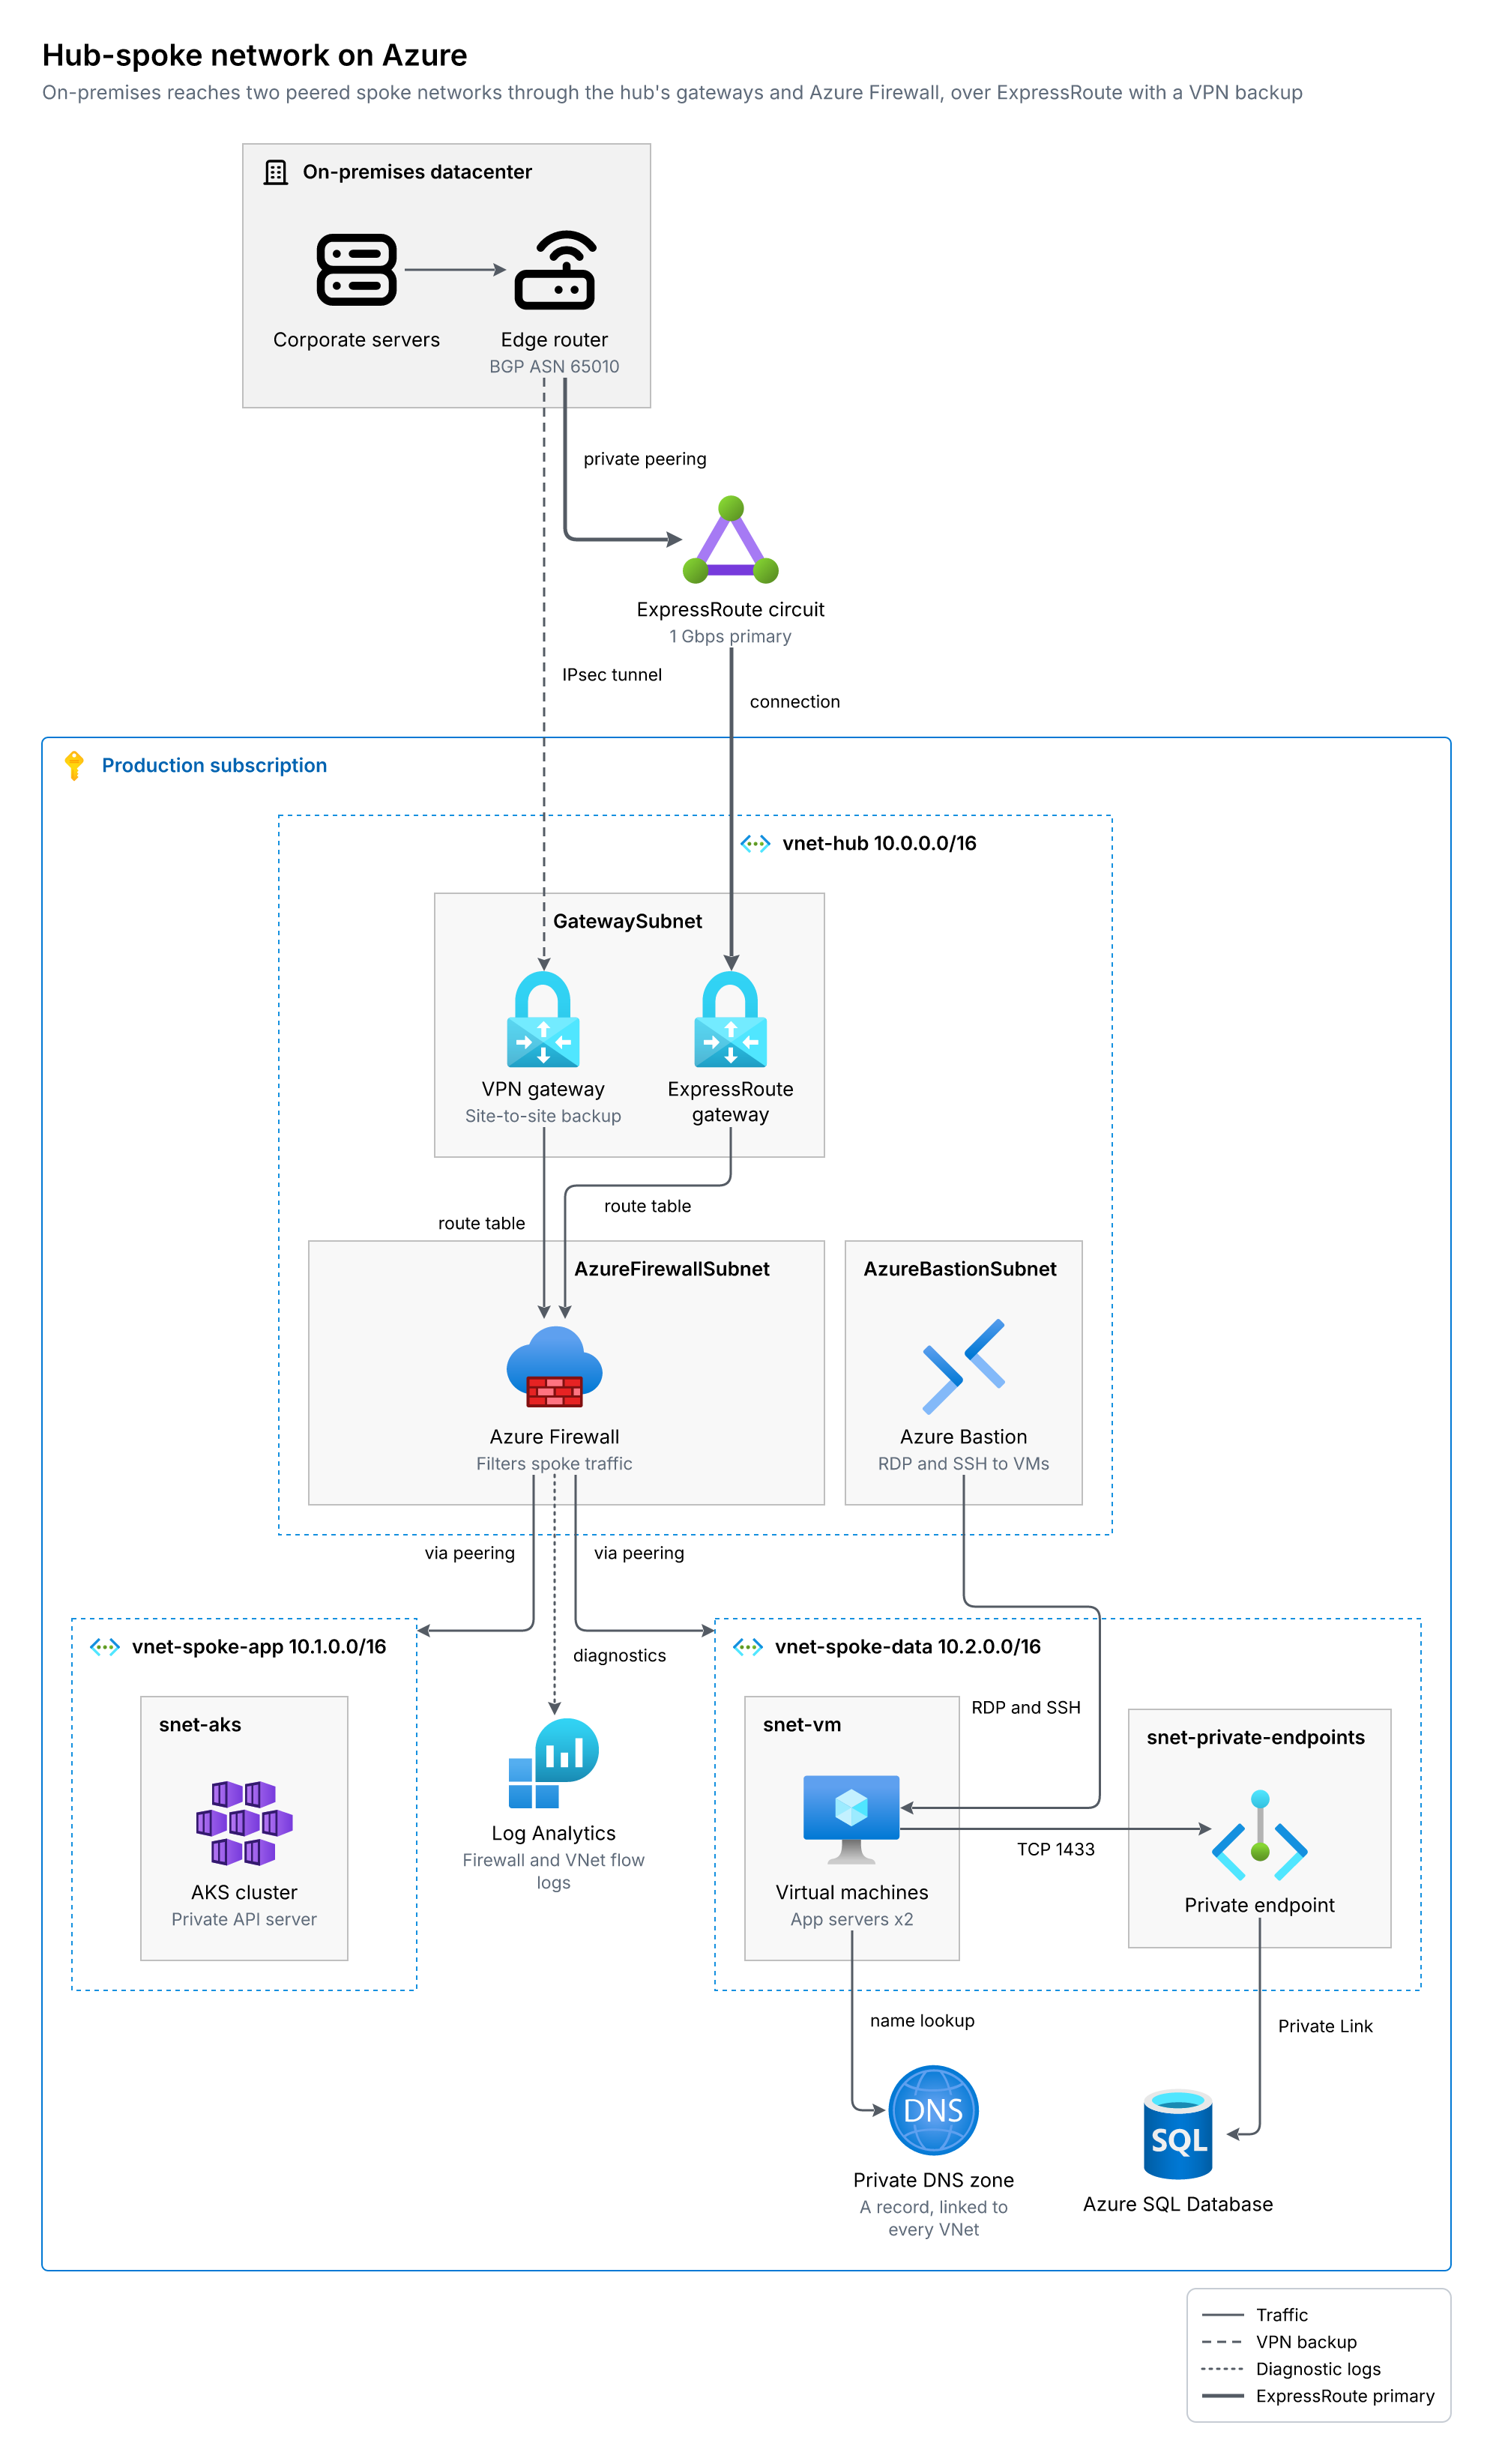 Hub-spoke network on Azure
On-premises reaches two peered spoke networks through the hub's gateways and Azure Firewall, over ExpressRoute with a VPN backup
On-premises datacenter
Corporate servers
Edge router
BGP ASN 65010
private peering
ExpressRoute circuit
1 Gbps primary
IPsec tunnel
connection
Production subscription
vnet-hub 10.0.0.0/16
GatewaySubnet
VPN gateway
Site-to-site backup
ExpressRoute
gateway
route table
route table
AzureFirewallSubnet
AzureBastionSubnet
Azure Firewall
Filters spoke traffic
Azure Bastion
RDP and SSH to VMs
via peering
via peering
vnet-spoke-app 10.1.0.0/16
diagnostics
vnet-spoke-data 10.2.0.0/16
snet-aks
AKS cluster
Private API server
Log Analytics
Firewall and VNet flow
logs
snet-vm
RDP and SSH
snet-private-endpoints
TCP 1433
Virtual machines
App servers x2
Private endpoint
name lookup
Private Link
DNS
Private DNS zone
A record, linked to
every VNet
SQL
Azure SQL Database
Traffic
VPN backup
Diagnostic logs
ExpressRoute primary